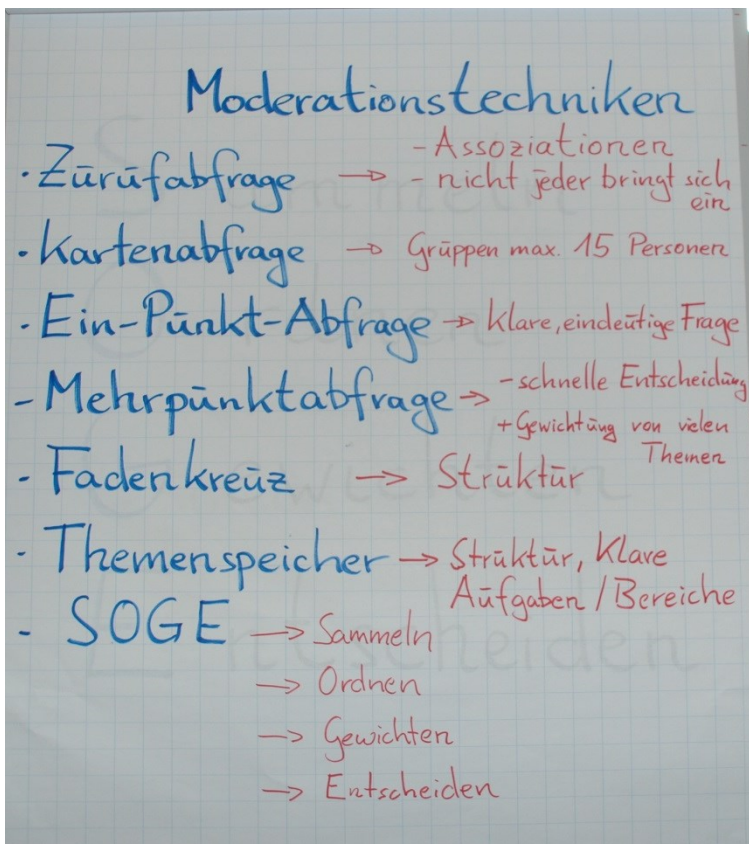 Moderationstechniken
· Zurufabfrage → - Assoziationen
- nicht jeder bringt sich
ein
· Kartenabfrage → Gruppen max. 15 Personen
· Ein-Punkt-Abfrage → Klare, eindeutige Frage
- Mehrpunktabfrage → - schnelle Entscheidung
+ Gewichtung von vielen
Themen
- Fadenkreuz → Struktur
· Themenspeicher → Struktur, Klare
Aufgaben / Bereiche
- SOGE → Sammeln
→ Ordnen
→ Gewichten
→ Entscheiden